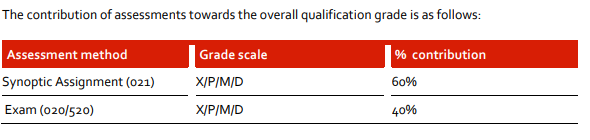 The contribution of assessments towards the overall qualification grade is as follows:
Assessment method Grade scale % contribution
Synoptic Assignment (021) X/P/M/D 60%
Exam (020/520) X/P/M/D 40%